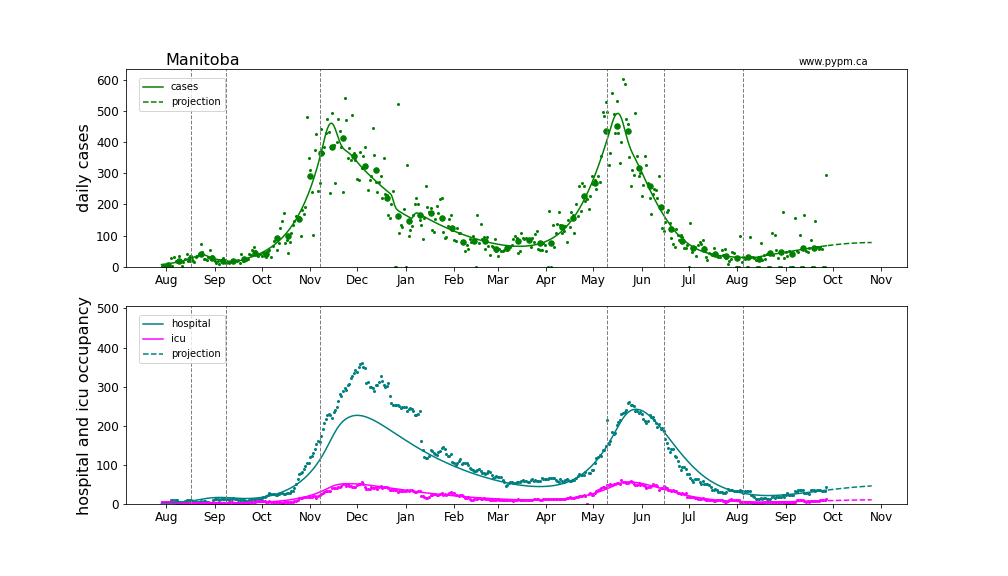 Manitoba
www.pypm.ca
daily cases
600
500
400
300
200
100
0
cases
projection
Aug Sep Oct Nov Dec Jan Feb Mar Apr May Jun Jul Aug Sep Oct Nov
hospital and icu occupancy
500
400
300
200
100
0
hospital
icu
projection
Aug Sep Oct Nov Dec Jan Feb Mar Apr May Jun Jul Aug Sep Oct Nov